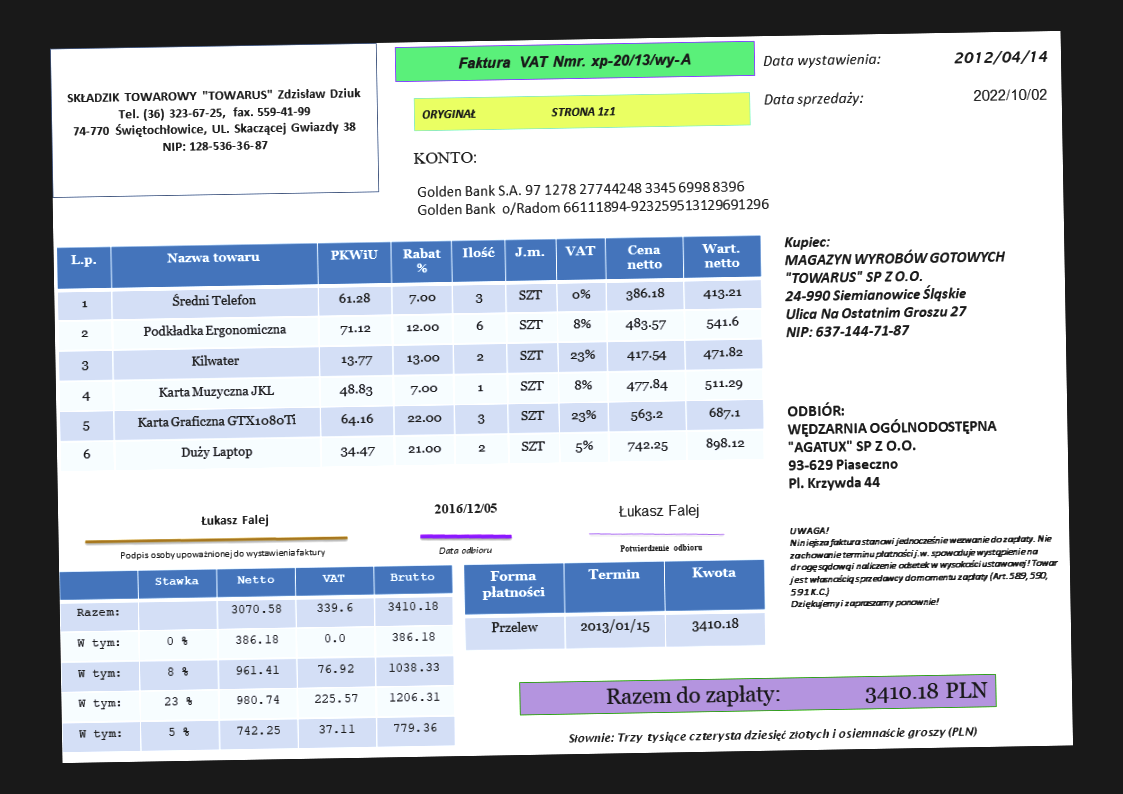 SKŁADZIK TOWAROWY "TOWARUS" Zdzisław Dziuk
Tel. (36) 323-67-25, fax. 559-41-99
74-770 Świętochłowice, UL. Skaczącej Gwiazdy 38
NIP: 128-536-36-87
Faktura VAT Nmr. xp-20/13/wy-A
ORYGINAŁ STRONA 1z1
Data wystawienia: 2012/04/14
Data sprzedaży: 2022/10/02
KONTO:
Golden Bank S.A. 97 1278 27744248 3345 6998 8396
Golden Bank o/Radom 66111894-923259513129691296
L.p. Nazwa towaru PKWiU Rabat % Ilość J.m. VAT Cena netto Wart. netto
1 Średni Telefon 61.28 7.00 3 SZT 0% 386.18 413.21
2 Podkładka Ergonomiczna 71.12 12.00 6 SZT 8% 483.57 541.6
3 Kilwater 13.77 13.00 2 SZT 23% 417.54 471.82
4 Karta Muzyczna JKL 48.83 7.00 1 SZT 8% 477.84 511.29
5 Karta Graficzna GTX1080Ti 64.16 22.00 3 SZT 23% 563.2 687.1
6 Duży Laptop 34.47 21.00 2 SZT 5% 742.25 898.12
Kupiec:
MAGAZYN WYROBÓW GOTOWYCH
"TOWARUS" SP Z O.O.
24-990 Siemianowice Śląskie
Ulica Na Ostatnim Groszu 27
NIP: 637-144-71-87
ODBIÓR:
WĘDZARNIA OGÓLNODOSTĘPNA
"AGATUX" SP Z O.O.
93-629 Piaseczno
Pl. Krzywda 44
Łukasz Falej
Podpis osoby upoważnionej do wystawienia faktury
2016/12/05
Data odbioru
Łukasz Falej
Potwierdzenie odbioru
UWAGA!
Niniejsza faktura stanowi jednocześnie wezwanie do zapłaty. Nie
zachowanie terminu płatności j.w. spowoduje wystąpienie na
drogę sądową i naliczenie odsetek w wysokości ustawowej! Towar
jest własnością sprzedawcy do momentu zapłaty (Art. 589, 590,
591 K.C.)
Dziękujemy i zapraszamy ponownie!
Stawka Netto VAT Brutto
Razem: 3070.58 339.6 3410.18
W tym: 0 % 386.18 0.0 386.18
W tym: 8 % 961.41 76.92 1038.33
W tym: 23 % 980.74 225.57 1206.31
W tym: 5 % 742.25 37.11 779.36
Forma płatności Termin Kwota
Przelew 2013/01/15 3410.18
Razem do zapłaty: 3410.18 PLN
Słownie: Trzy tysiące czterysta dziesięć złotych i osiemnaście groszy (PLN)